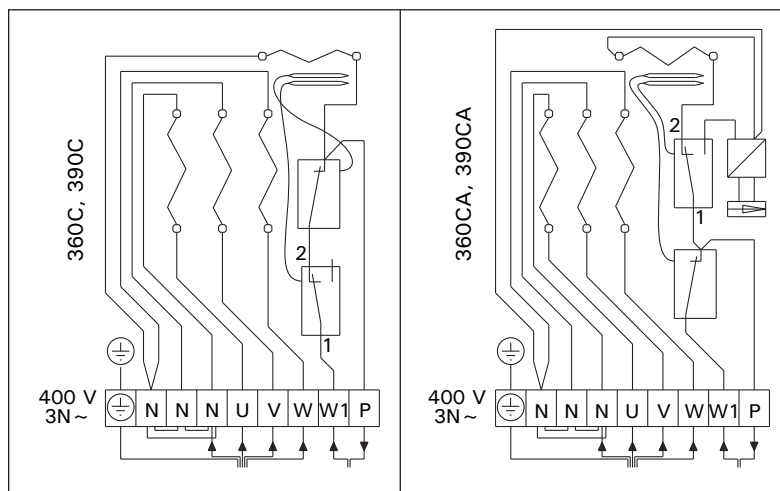 360C, 390C
2
1
400 V
3N~
N N N U V W W1 P
360CA, 390CA
2
1
400 V
3N~
N N N U V W W1 P